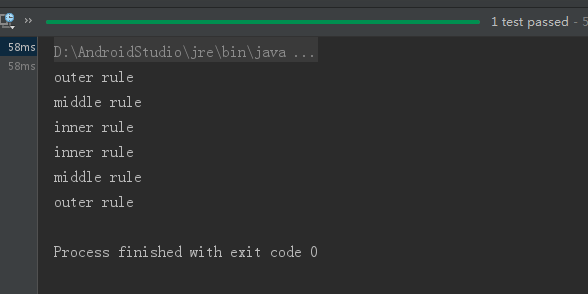 1 test passed
58ms
58ms
D:\AndroidStudio\jre\bin\java ...
outer rule
middle rule
inner rule
inner rule
middle rule
outer rule
Process finished with exit code 0